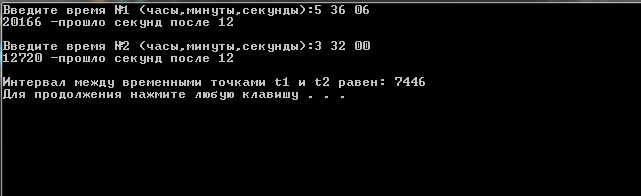 Введите время №1 (часы,минуты,секунды):5 36 06
20166 -прошло секунд после 12
Введите время №2 (часы,минуты,секунды):3 32 00
12720 -прошло секунд после 12
Интервал между временными точками t1 и t2 равен: 7446
Для продолжения нажмите любую клавишу . . .